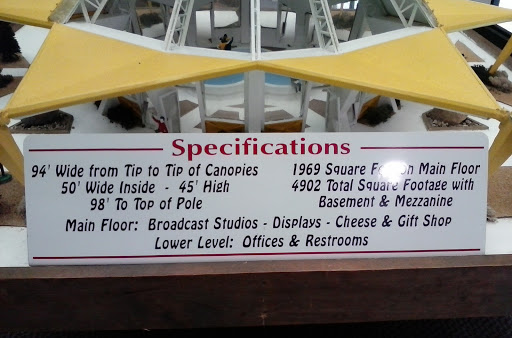 Specifications
94' Wide from Tip to Tip of Canopies
50' Wide Inside - 45' High
98' To Top of Pole
1969 Square on Main Floor
4902 Total Square Footage with
Basement & Mezzanine
Main Floor: Broadcast Studios - Displays - Cheese & Gift Shop
Lower Level: Offices & Restrooms